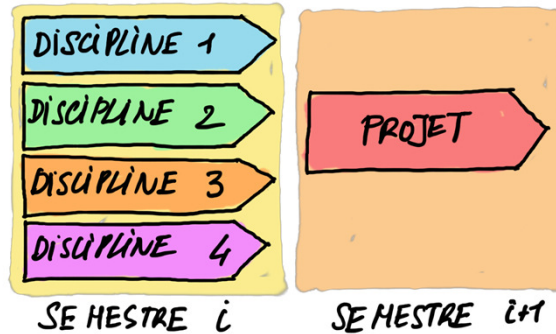 DISCIPLINE 1
DISCIPLINE 2
DISCIPLINE 3
DISCIPLINE 4
PROJET
SEMESTRE i
SEMESTRE i+1